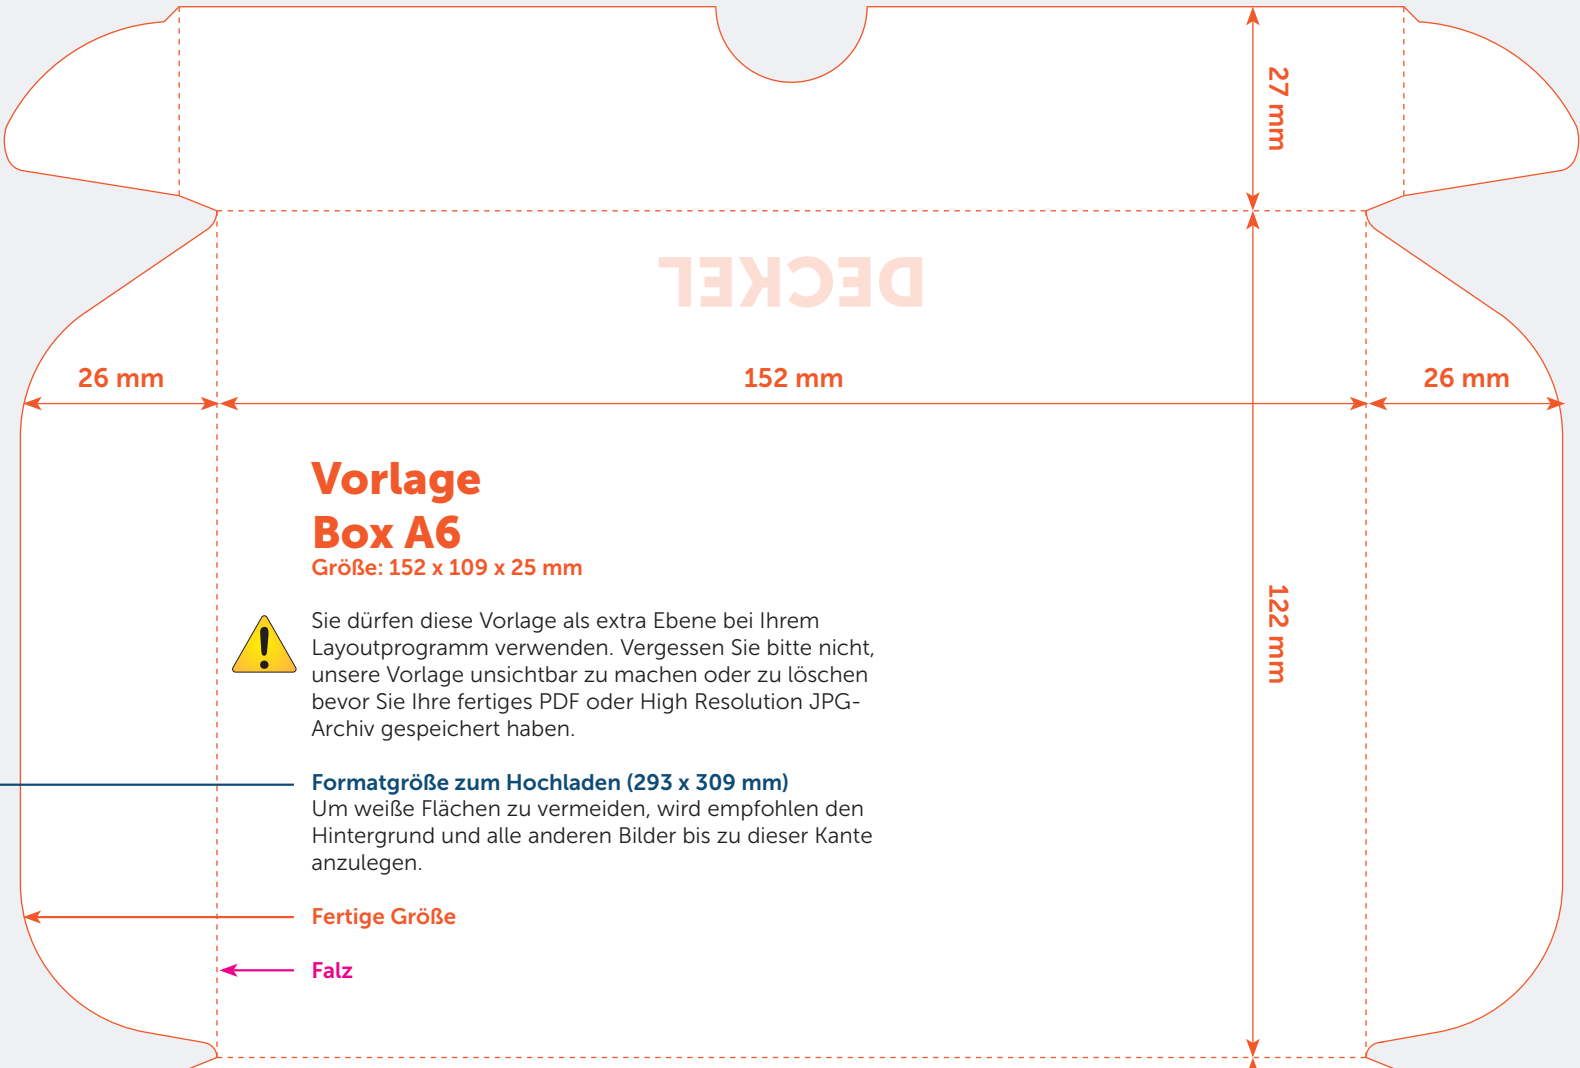 27 mm
DECKEL
26 mm
152 mm
26 mm
Vorlage
Box A6
Größe: 152 x 109 x 25 mm
122 mm
Sie dürfen diese Vorlage als extra Ebene bei Ihrem
Layoutprogramm verwenden. Vergessen Sie bitte nicht,
unsere Vorlage unsichtbar zu machen oder zu löschen
bevor Sie Ihre fertiges PDF oder High Resolution JPG-
Archiv gespeichert haben.
Formatgröße zum Hochladen (293 x 309 mm)
Um weiße Flächen zu vermeiden, wird empfohlen den
Hintergrund und alle anderen Bilder bis zu dieser Kante
anzulegen.
Fertige Größe
Falz